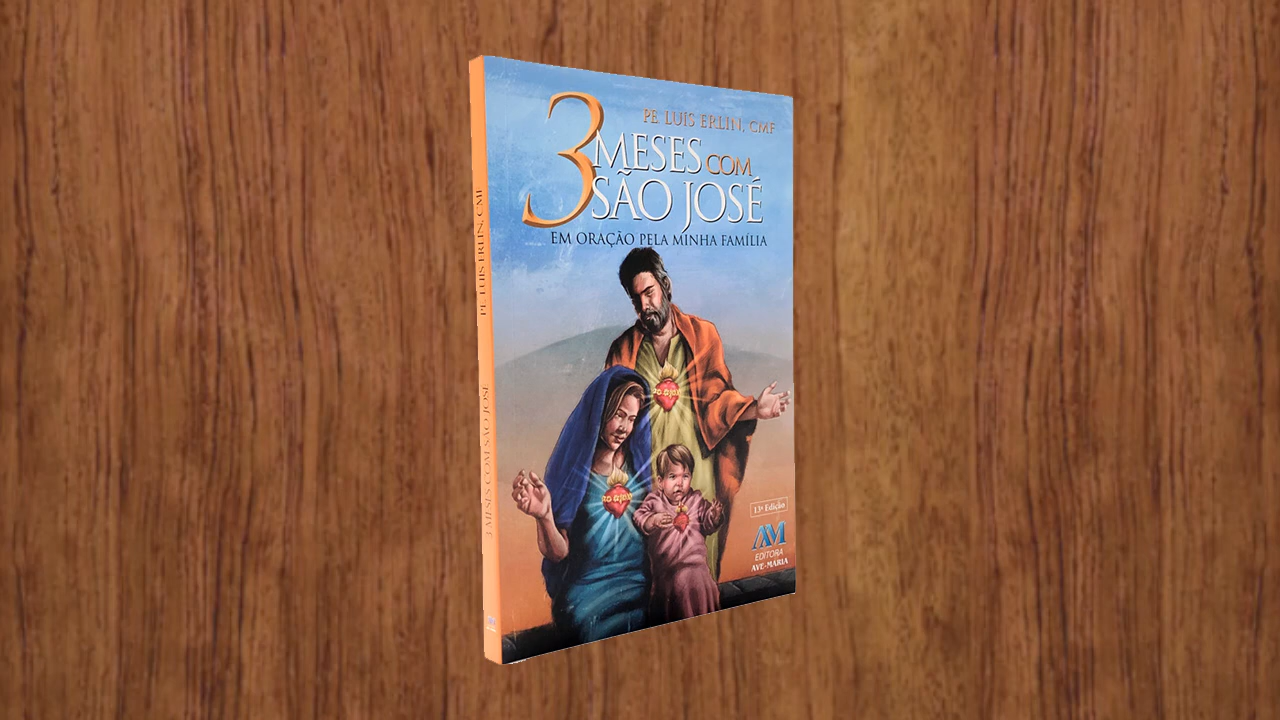 PE. LUIS ERLIN, CMF
3 MESES COM
SÃO JOSÉ
EM ORAÇÃO PELA MINHA FAMÍLIA
13ª Edição
AM
EDITORA
AVE-MARIA
PE. LUIS ERLIN, CMF
3 MESES COM SÃO JOSÉ